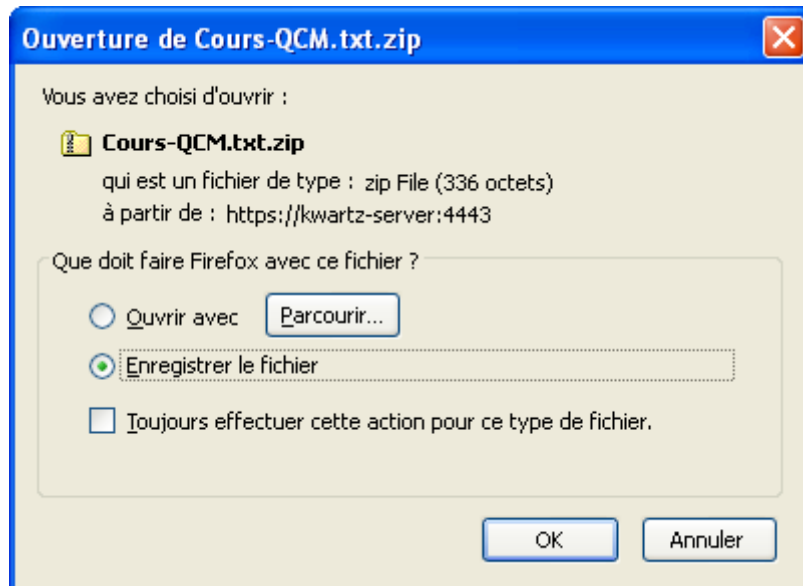 Ouverture de Cours-QCM.txt.zip
Vous avez choisi d'ouvrir :
Cours-QCM.txt.zip
qui est un fichier de type : zip File (336 octets)
à partir de : https://kwartz-server:4443
Que doit faire Firefox avec ce fichier ?
Ouvrir avec Parcourir...
Enregistrer le fichier
Toujours effectuer cette action pour ce type de fichier.
OK Annuler